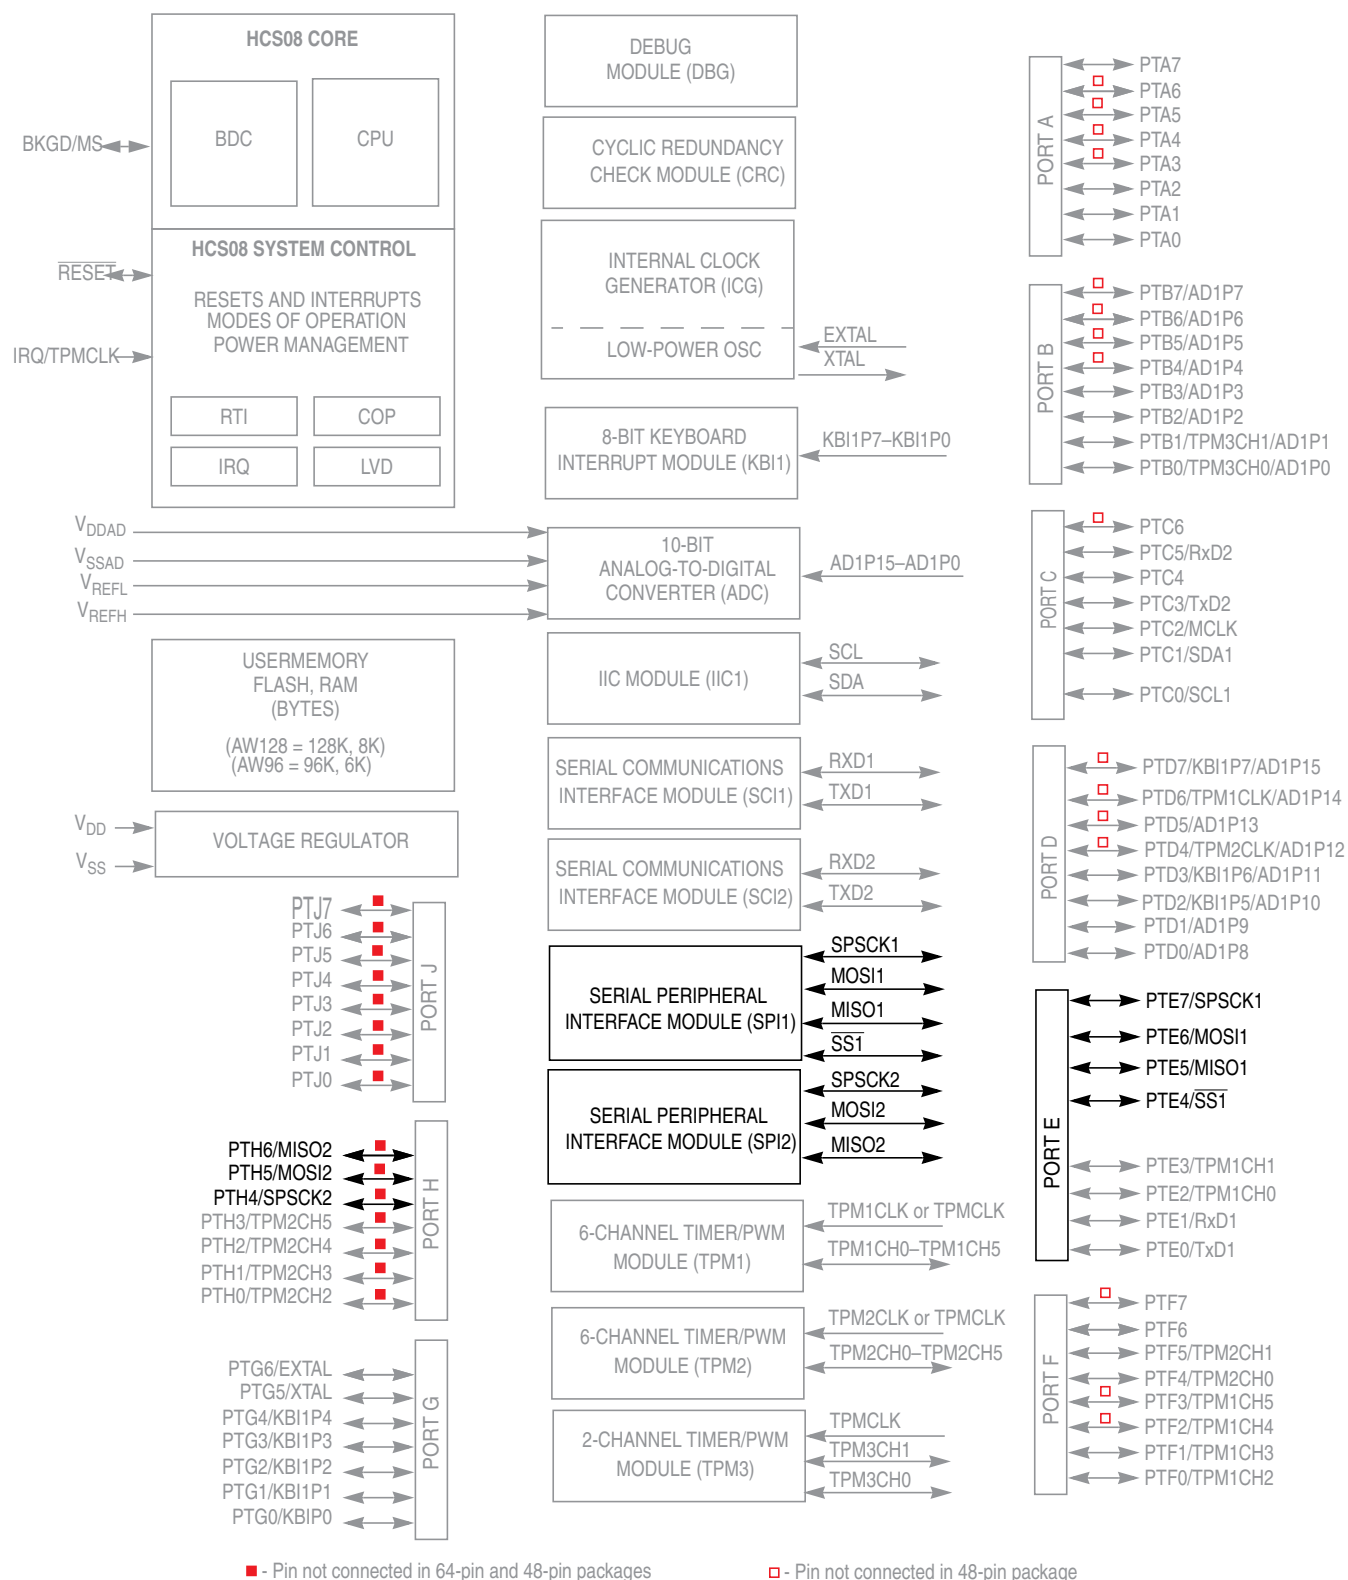 HCS08 CORE
BDC
CPU
BKGD/MS
HCS08 SYSTEM CONTROL
RESET
RESETS AND INTERRUPTS
MODES OF OPERATION
POWER MANAGEMENT
IRQ/TPMCLK
RTI
COP
IRQ
LVD
VDDAD
VSSAD
VREFL
VREFH
USERMEMORY
FLASH, RAM
(BYTES)
(AW128 = 128K, 8K)
(AW96 = 96K, 6K)
VDD
VSS
VOLTAGE REGULATOR
PTJ7
PTJ6
PTJ5
PTJ4
PTJ3
PTJ2
PTJ1
PTJ0
PORT J
PTH6/MISO2
PTH5/MOSI2
PTH4/SPSCK2
PTH3/TPM2CH5
PTH2/TPM2CH4
PTH1/TPM2CH3
PTH0/TPM2CH2
PORT H
PTG6/EXTAL
PTG5/XTAL
PTG4/KBI1P4
PTG3/KBI1P3
PTG2/KBI1P2
PTG1/KBI1P1
PTG0/KBIP0
PORT G
DEBUG
MODULE (DBG)
CYCLIC REDUNDANCY
CHECK MODULE (CRC)
INTERNAL CLOCK
GENERATOR (ICG)
LOW-POWER OSC
EXTAL
XTAL
8-BIT KEYBOARD
INTERRUPT MODULE (KBI1)
KBI1P7–KBI1P0
10-BIT
ANALOG-TO-DIGITAL
CONVERTER (ADC)
AD1P15–AD1P0
IIC MODULE (IIC1)
SCL
SDA
SERIAL COMMUNICATIONS
INTERFACE MODULE (SCI1)
RXD1
TXD1
SERIAL COMMUNICATIONS
INTERFACE MODULE (SCI2)
RXD2
TXD2
SERIAL PERIPHERAL
INTERFACE MODULE (SPI1)
SPSCK1
MOSI1
MISO1
SS1
SERIAL PERIPHERAL
INTERFACE MODULE (SPI2)
SPSCK2
MOSI2
MISO2
6-CHANNEL TIMER/PWM
MODULE (TPM1)
TPM1CLK or TPMCLK
TPM1CH0–TPM1CH5
6-CHANNEL TIMER/PWM
MODULE (TPM2)
TPM2CLK or TPMCLK
TPM2CH0–TPM2CH5
2-CHANNEL TIMER/PWM
MODULE (TPM3)
TPMCLK
TPM3CH1
TPM3CH0
PORT A
PTA7
PTA6
PTA5
PTA4
PTA3
PTA2
PTA1
PTA0
PORT B
PTB7/AD1P7
PTB6/AD1P6
PTB5/AD1P5
PTB4/AD1P4
PTB3/AD1P3
PTB2/AD1P2
PTB1/TPM3CH1/AD1P1
PTB0/TPM3CH0/AD1P0
PORT C
PTC6
PTC5/RxD2
PTC4
PTC3/TxD2
PTC2/MCLK
PTC1/SDA1
PTC0/SCL1
PORT D
PTD7/KBI1P7/AD1P15
PTD6/TPM1CLK/AD1P14
PTD5/AD1P13
PTD4/TPM2CLK/AD1P12
PTD3/KBI1P6/AD1P11
PTD2/KBI1P5/AD1P10
PTD1/AD1P9
PTD0/AD1P8
PORT E
PTE7/SPSCK1
PTE6/MOSI1
PTE5/MISO1
PTE4/SS1
PTE3/TPM1CH1
PTE2/TPM1CH0
PTE1/RxD1
PTE0/TxD1
PORT F
PTF7
PTF6
PTF5/TPM2CH1
PTF4/TPM2CH0
PTF3/TPM1CH5
PTF2/TPM1CH4
PTF1/TPM1CH3
PTF0/TPM1CH2
- Pin not connected in 64-pin and 48-pin packages
- Pin not connected in 48-pin package